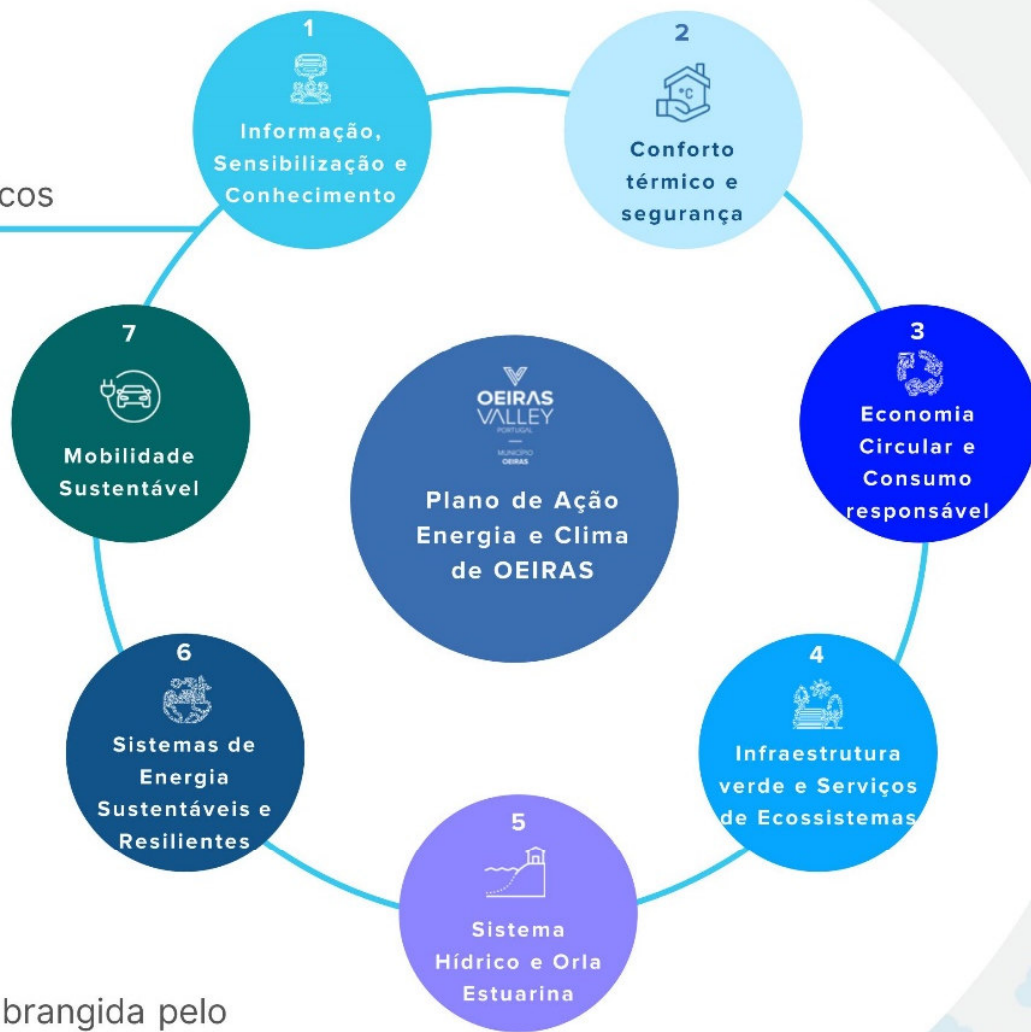 1
Informação,
Sensibilização e
Conhecimento
2
°C
Conforto
térmico e
segurança
cos
7
Mobilidade
Sustentável
OEIRAS
VALLEY
PORTUGAL
MUNICÍPIO
OEIRAS
Plano de Ação
Energia e Clima
de OEIRAS
3
Economia
Circular e
Consumo
responsável
6
Sistemas de
Energia
Sustentáveis e
Resilientes
4
Infraestrutura
verde e Serviços
de Ecossistemas
5
Sistema
Hídrico e Orla
Estuarina
brangida pelo